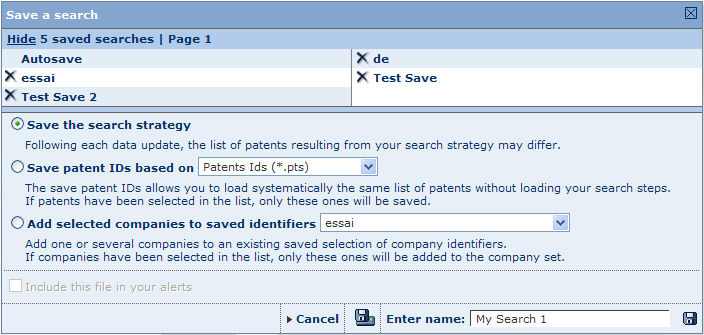 Save a search
Hide 5 saved searches | Page 1
Autosave
de
essai
Test Save
Test Save 2
Save the search strategy
Following each data update, the list of patents resulting from your search strategy may differ.
Save patent IDs based on Patents Ids (*.pts)
The save patent IDs allows you to load systematically the same list of patents without loading your search steps.
If patents have been selected in the list, only these ones will be saved.
Add selected companies to saved identifiers essai
Add one or several companies to an existing saved selection of company identifiers.
If companies have been selected in the list, only these ones will be added to the company set.
Include this file in your alerts
Cancel
Enter name: My Search 1